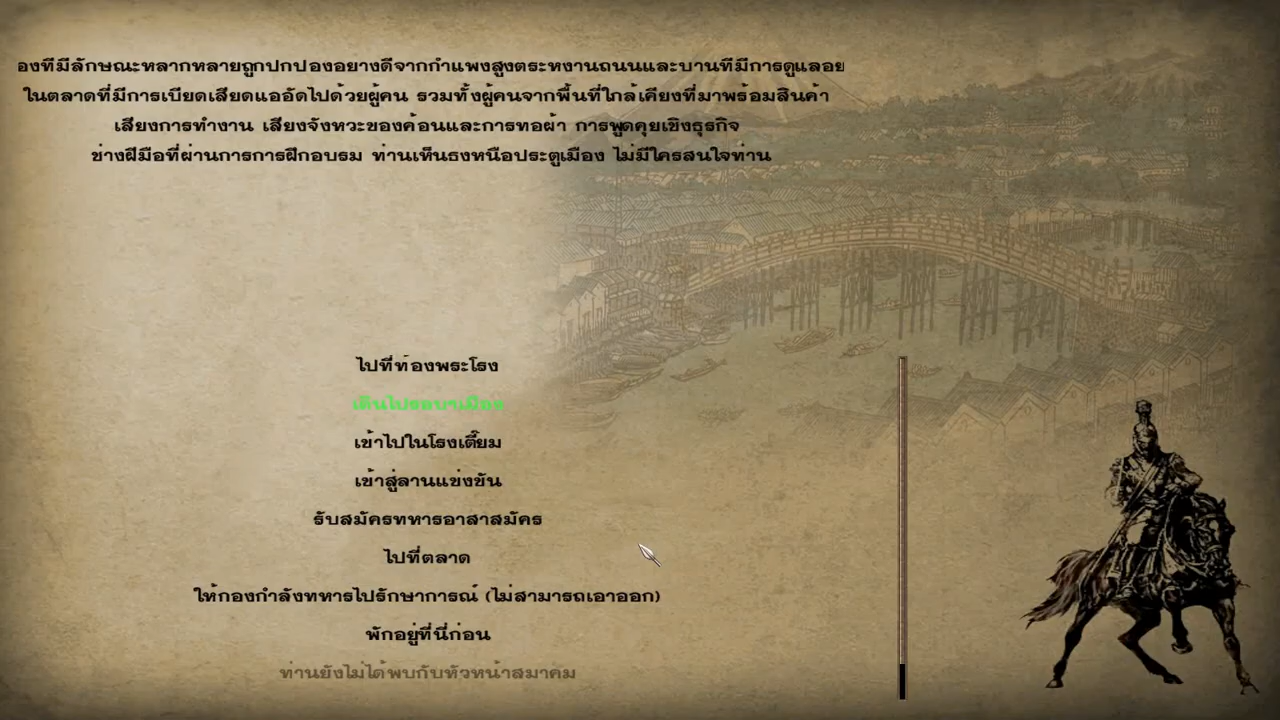 องที่มีลักษณะหลากหลายถูกปกป้องอย่างดีจากกำแพงสูงตระหง่านถนนและบ้านที่มีการดูแลอย
ในตลาดที่มีการเบียดเสียดแออัดไปด้วยผู้คน รวมทั้งผู้คนจากพื้นที่ใกล้เคียงที่มาพร้อมสินค้า
เสียงการทำงาน เสียงจังหวะของค้อนและการทอผ้า การพูดคุยเชิงธุรกิจ
ช่างฝีมือที่ผ่านการการฝึกอบรม ท่านเห็นธงหนือประตูเมือง ไม่มีใครสนใจท่าน
ไปที่ท้องพระโรง
เดินไปรอบๆเมือง
เข้าไปในโรงเตี๊ยม
เข้าสู่ลานแข่งขัน
รับสมัครทหารอาสาสมัคร
ไปที่ตลาด
ให้กองกำลังทหารไปรักษาการณ์ (ไม่สามารถเอาออก)
พักอยู่ที่นี่ก่อน
ท่านยังไม่ได้พบกับหัวหน้าสมาคม